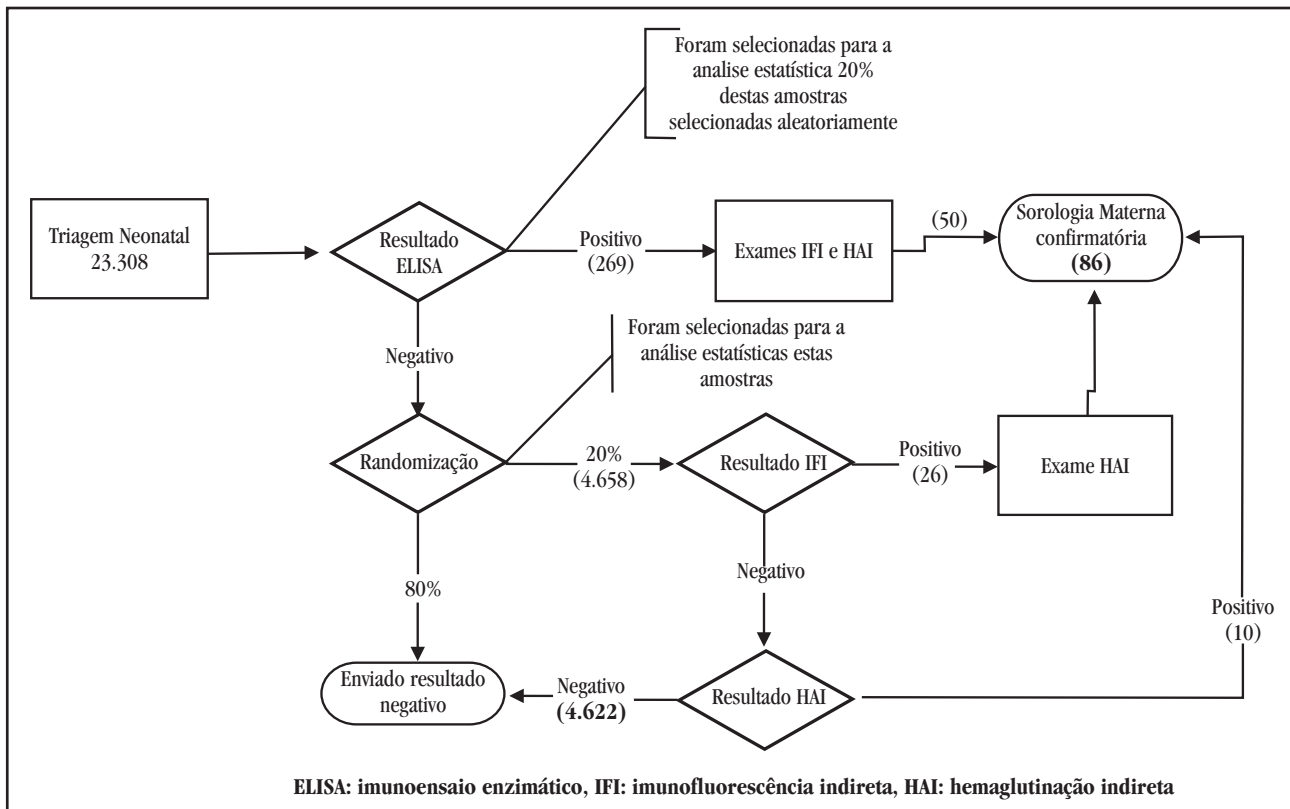 Foram selecionadas para a
analise estatística 20%
destas amostras
selecionadas aleatoriamente
Triagem Neonatal
23.308
Resultado
ELISA
Positivo
(269)
Exames IFI e HAI
(50)
Sorologia Materna
confirmatória
(86)
Negativo
Foram selecionadas para a
análise estatísticas estas
amostras
Randomização
20%
(4.658)
Resultado IFI
Positivo
(26)
Exame HAI
80%
Negativo
Positivo
(10)
Enviado resultado
negativo
Negativo
(4.622)
Resultado HAI
ELISA: imunoensaio enzimático, IFI: imunofluorescência indireta, HAI: hemaglutinação indireta